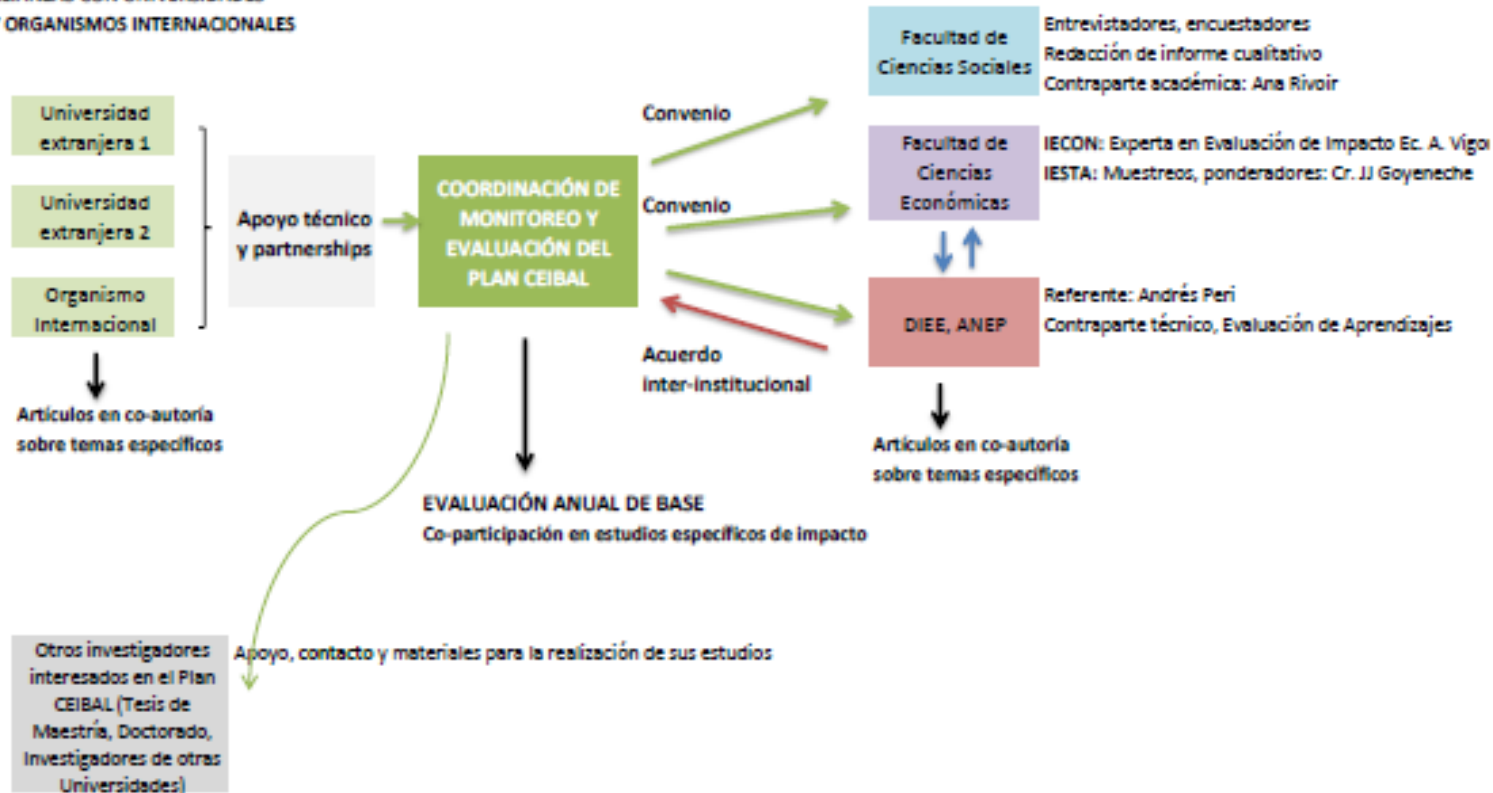 CON UNIVERSIDADES
ORGANISMOS INTERNACIONALES
Universidad
extranjera 1
Universidad
extranjera 2
Organismo
Internacional
Artículos en co-autoría
sobre temas específicos
Apoyo técnico
y partnerships
COORDINACIÓN DE
MONITOREO Y
EVALUACIÓN DEL
PLAN CEIBAL
EVALUACIÓN ANUAL DE BASE
Co-participación en estudios específicos de impacto
Convenio
Convenio
Acuerdo
inter-institucional
Facultad de
Ciencias Sociales
Entrevistadores, encuestadores
Redacción de informe cualitativo
Contraparte académica: Ana Rivoir
Facultad de
Ciencias
Económicas
IECON: Experta en Evaluación de Impacto Ec. A.
IESTA: Muestreos, ponderadores: Cr. JJ Goyeneche
DIEE, ANEP
Referente: Andrés Peri
Contraparte técnico, Evaluación de Aprendizajes
Artículos en co-autoría
sobre temas específicos
Otros investigadores
interesados en el Plan
CEIBAL (Tesis de
Maestría, Doctorado,
Investigadores de otras
Universidades)
Apoyo, contacto y materiales para la realización de sus estudios